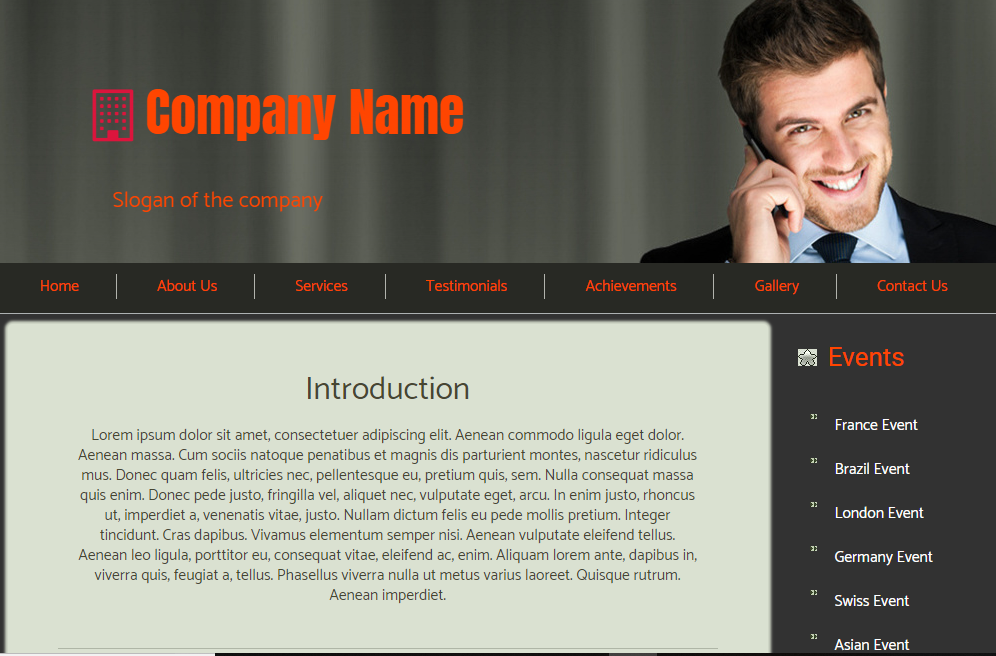 Company Name
Slogan of the company
Home About Us Services Testimonials Achievements Gallery Contact Us
Introduction
Lorem ipsum dolor sit amet, consectetuer adipiscing elit. Aenean commodo ligula eget dolor.
Aenean massa. Cum sociis natoque penatibus et magnis dis parturient montes, nascetur ridiculus
mus. Donec quam felis, ultricies nec, pellentesque eu, pretium quis, sem. Nulla consequat massa
quis enim. Donec pede justo, fringilla vel, aliquet nec, vulputate eget, arcu. In enim justo, rhoncus
ut, imperdiet a, venenatis vitae, justo. Nullam dictum felis eu pede mollis pretium. Integer
tincidunt. Cras dapibus. Vivamus elementum semper nisi. Aenean vulputate eleifend tellus.
Aenean leo ligula, porttitor eu, consequat vitae, eleifend ac, enim. Aliquam lorem ante, dapibus in,
viverra quis, feugiat a, tellus. Phasellus viverra nulla ut metus varius laoreet. Quisque rutrum.
Aenean imperdiet.
Events
France Event
Brazil Event
London Event
Germany Event
Swiss Event
Asian Event